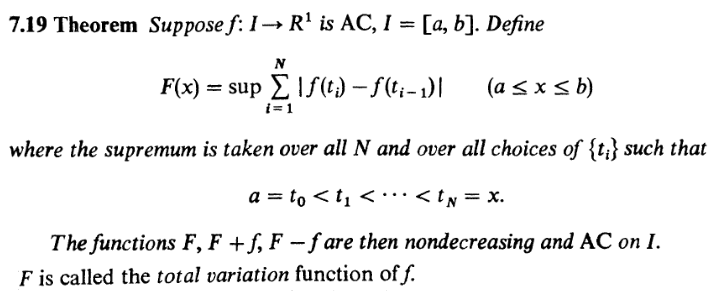 7.19 Theorem Suppose f: I → R¹ is AC, I = [a, b]. Define
F(x) = sup ∑_{i=1}^{N} |f(t_i) − f(t_{i−1})|   (a ≤ x ≤ b)
where the supremum is taken over all N and over all choices of {t_i} such that
a = t_0 < t_1 < ⋯ < t_N = x.
The functions F, F + f, F − f are then nondecreasing and AC on I.
F is called the total variation function of f.